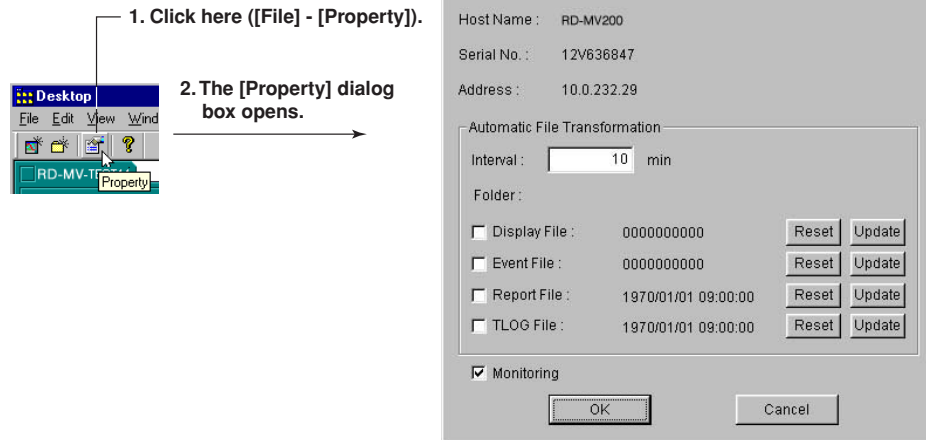 1. Click here ([File] - [Property]).
Desktop
File Edit View Wind
RD-MV-TEST
Property
2. The [Property] dialog
box opens.
Host Name : RD-MV200
Serial No. : 12V636847
Address : 10.0.232.29
Automatic File Transformation
Interval : 10 min
Folder :
Display File : 0000000000 Reset Update
Event File : 0000000000 Reset Update
Report File : 1970/01/01 09:00:00 Reset Update
TLOG File : 1970/01/01 09:00:00 Reset Update
Monitoring
OK Cancel